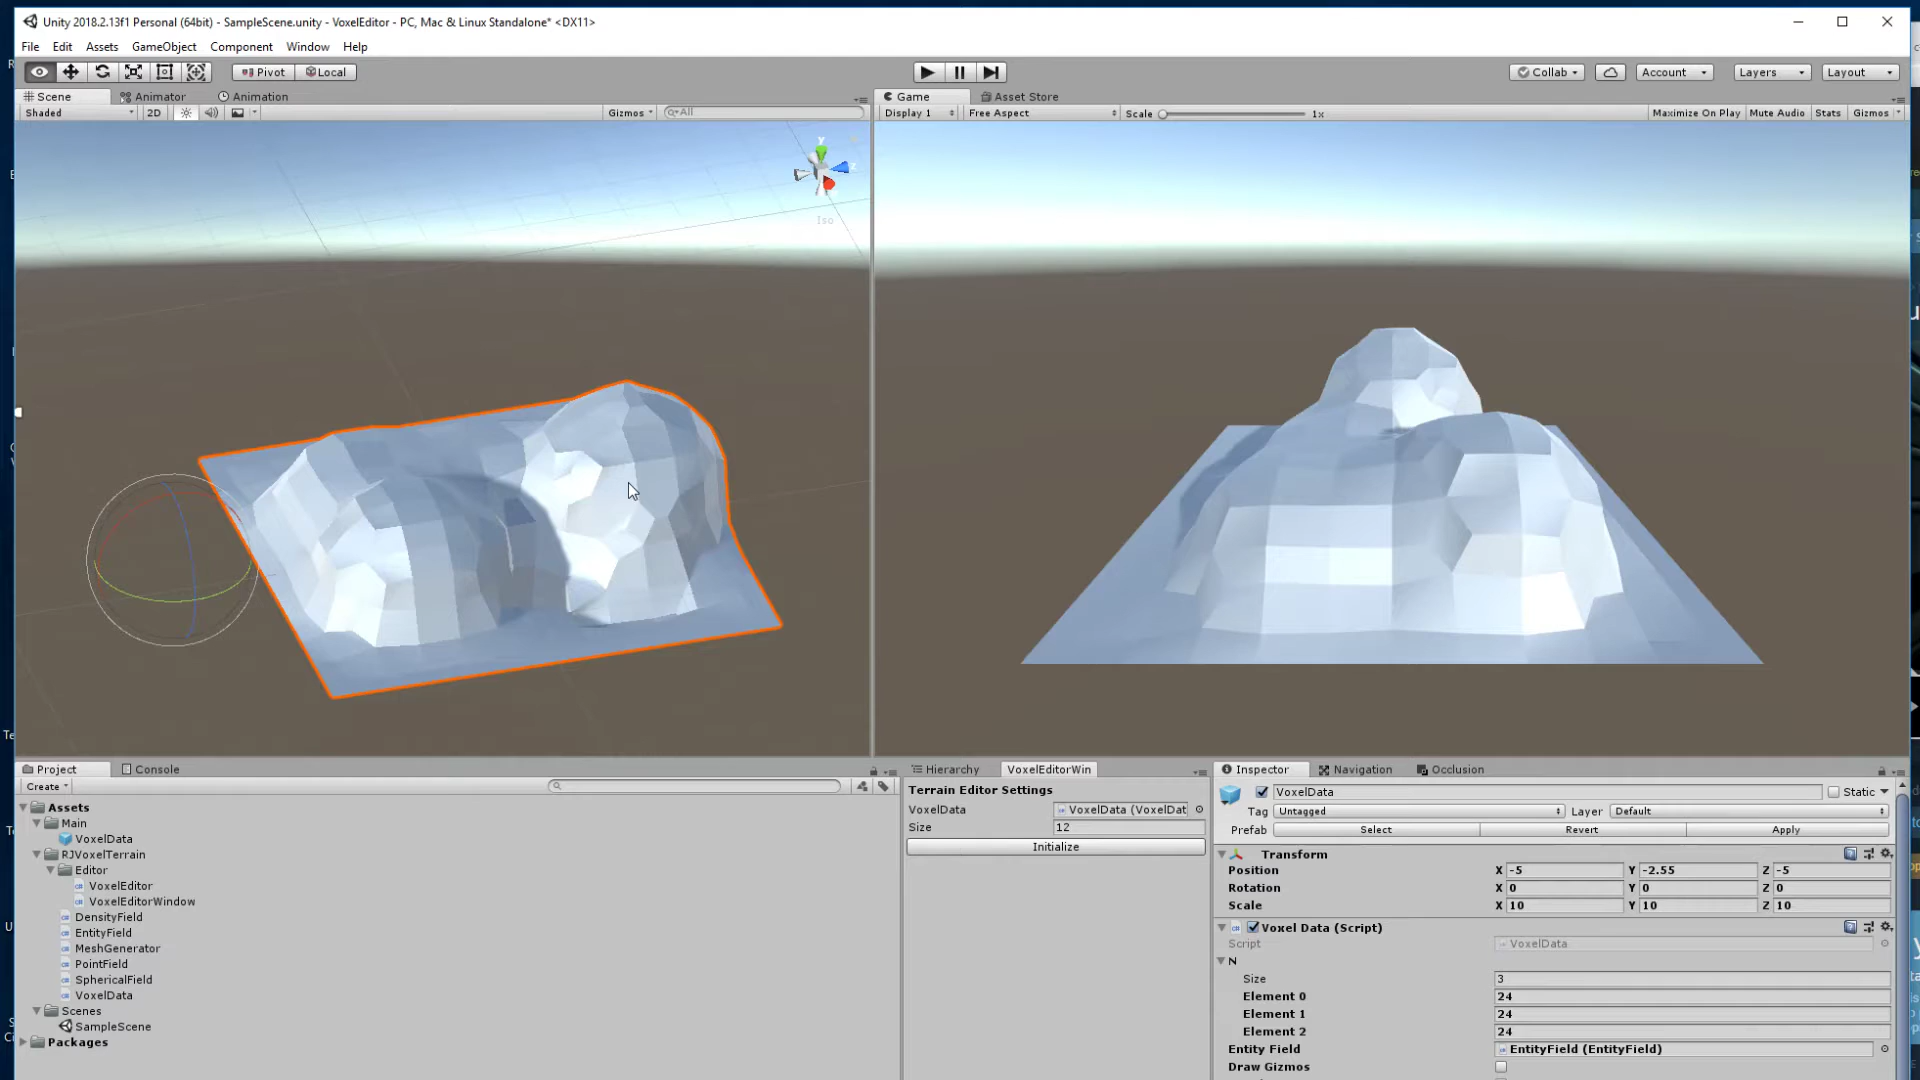 Unity 2018.2.13f1 Personal (64bit) - SampleScene.unity - VoxelEditor - PC, Mac & Linux Standalone* <DX11>
File Edit Assets GameObject Component Window Help
Pivot Local Collab Account Layers Layout
Scene Animator Animation Game Asset Store
Shaded 2D Gizmos All Display 1 Free Aspect Scale 1x Maximize On Play Mute Audio Stats Gizmos
y
Iso
Project Console Hierarchy VoxelEditorWin Inspector Navigation Occlusion
Create
Assets
Main
VoxelData
RJVoxelTerrain
Editor
VoxelEditor
VoxelEditorWindow
DensityField
EntityField
MeshGenerator
PointField
SphericalField
VoxelData
Scenes
SampleScene
Packages
Terrain Editor Settings
VoxelData VoxelData (VoxelDat
Size 12
Initialize
VoxelData Static
Tag Untagged Layer Default
Prefab Select Revert Apply
Transform
Position X -5 Y -2.55 Z -5
Rotation X 0 Y 0 Z 0
Scale X 10 Y 10 Z 10
Voxel Data (Script)
Script VoxelData
N
Size 3
Element 0 24
Element 1 24
Element 2 24
Entity Field EntityField (EntityField)
Draw Gizmos